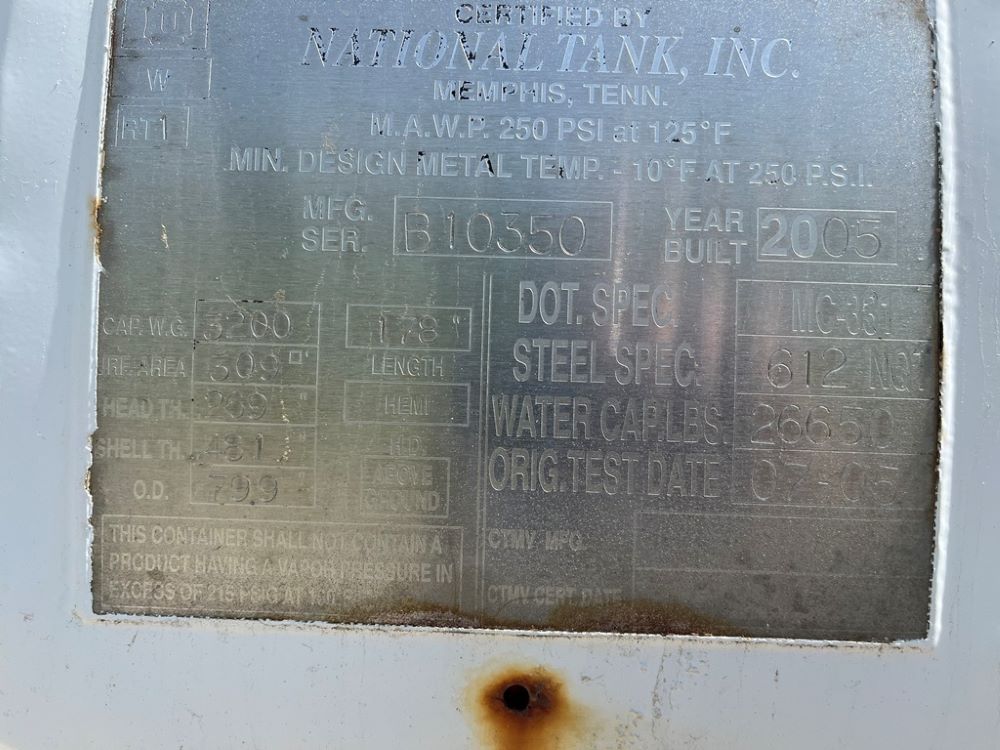 U
CERTIFIED BY
NATIONAL TANK, INC.
W
MEMPHIS, TENN.
RT1
M.A.W.P. 250 PSI at 125°F
MIN. DESIGN METAL TEMP. - 10°F AT 250 P.S.I.
MFG. SER. B10350 YEAR BUILT 2005
CAP. W.G. 3200 178 " LENGTH
AREA 309
HEAD TH. 269 " HEMI H.D.
SHELL TH. .481 "
O.D. 79.9 ABOVE GROUND
DOT. SPEC. MC-331
STEEL SPEC. 612-NQT
WATER CAP.LBS. 26650
ORIG.TEST DATE 07-05
THIS CONTAINER SHALL NOT CONTAIN A
PRODUCT HAVING A VAPOR PRESSURE IN
EXCESS OF 215 PSIG AT
CTMV MFG.
CTMV CERT. DATE